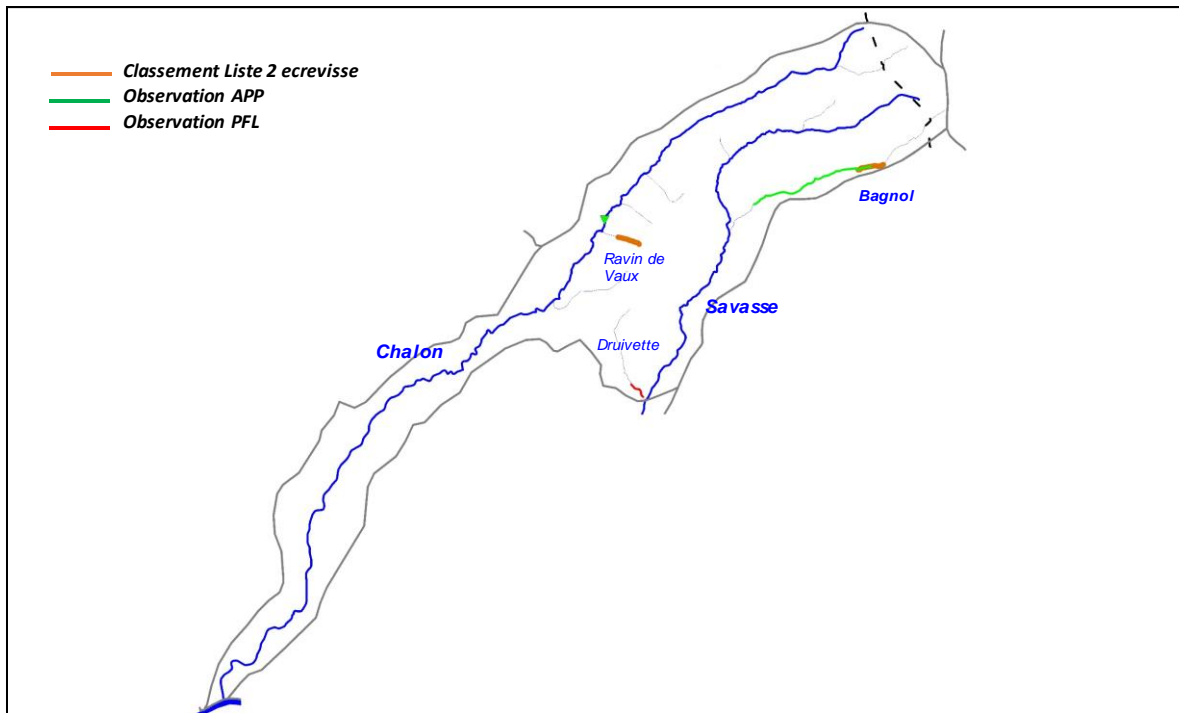 Classement Liste 2 ecrevisse
Observation APP
Observation PFL
Bagnol
Ravin de
Vaux
Savasse
Druivette
Chalon